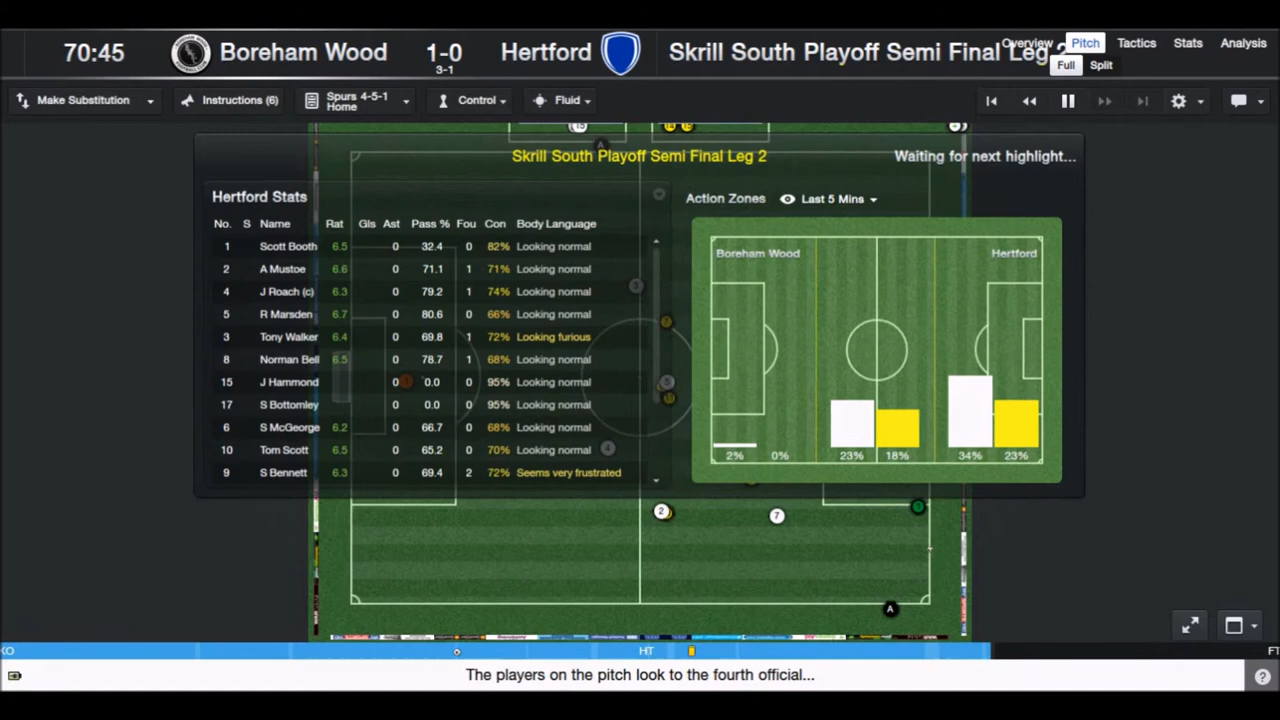 70:45 Boreham Wood 1-0 Hertford Skrill South Playoff Semi Final Leg 2
3-1
Overview Pitch Tactics Stats Analysis
Full Split
Make Substitution Instructions (6) Spurs 4-5-1 Home Control Fluid
Skrill South Playoff Semi Final Leg 2 Waiting for next highlight...
Hertford Stats
No. S Name Rat Gls Ast Pass % Fou Con Body Language
1 Scott Booth 6.5 0 32.4 0 82% Looking normal
2 A Mustoe 6.6 0 71.1 1 71% Looking normal
4 J Roach (c) 6.3 0 79.2 1 74% Looking normal
5 R Marsden 6.7 0 80.6 0 66% Looking normal
3 Tony Walker 6.4 0 69.8 1 72% Looking furious
8 Norman Bell 6.5 0 78.7 1 68% Looking normal
15 J Hammond 0 0.0 0 95% Looking normal
17 S Bottomley 0 0.0 0 95% Looking normal
6 S McGeorge 6.2 0 66.7 0 68% Looking normal
10 Tom Scott 6.5 0 65.2 0 70% Looking normal
9 S Bennett 6.3 0 69.4 2 72% Seems very frustrated
Action Zones Last 5 Mins
Boreham Wood Hertford
2% 0% 23% 18% 34% 23%
2 7
A
KO HT FT
The players on the pitch look to the fourth official...
?